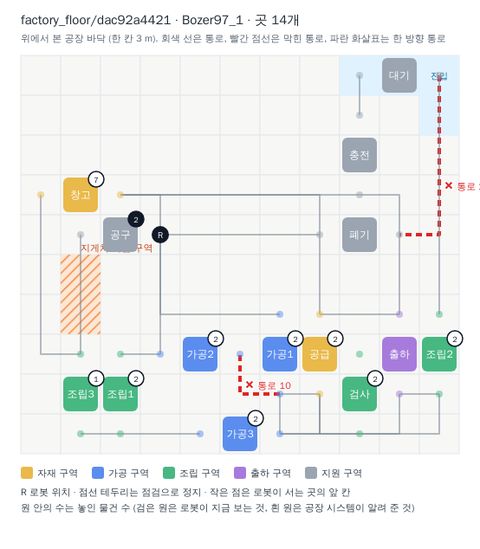 factory_floor/dac92a4421 · Bozer97_1 · 곳 14개
위에서 본 공장 바닥 (한 칸 3 m). 회색 선은 통로, 빨간 점선은 막힌 통로, 파란 화살표는 한 방향 통로
대기
충전
× 통로
창고 7
공구 2
R
폐기
구역
가공2 2
가공1 2
공급 2
출하
조립2 2
× 통로 10
조립3 1
조립1 2
검사 2
가공3 2
자재 구역
가공 구역
조립 구역
출하 구역
지원 구역
R 로봇 위치 · 점선 테두리는 점검으로 정지 · 작은 점은 로봇이 서는 곳의 앞 칸
원 안의 수는 놓인 물건 수 (검은 원은 로봇이 지금 보는 것, 흰 원은 공장 시스템이 알려 준 것)